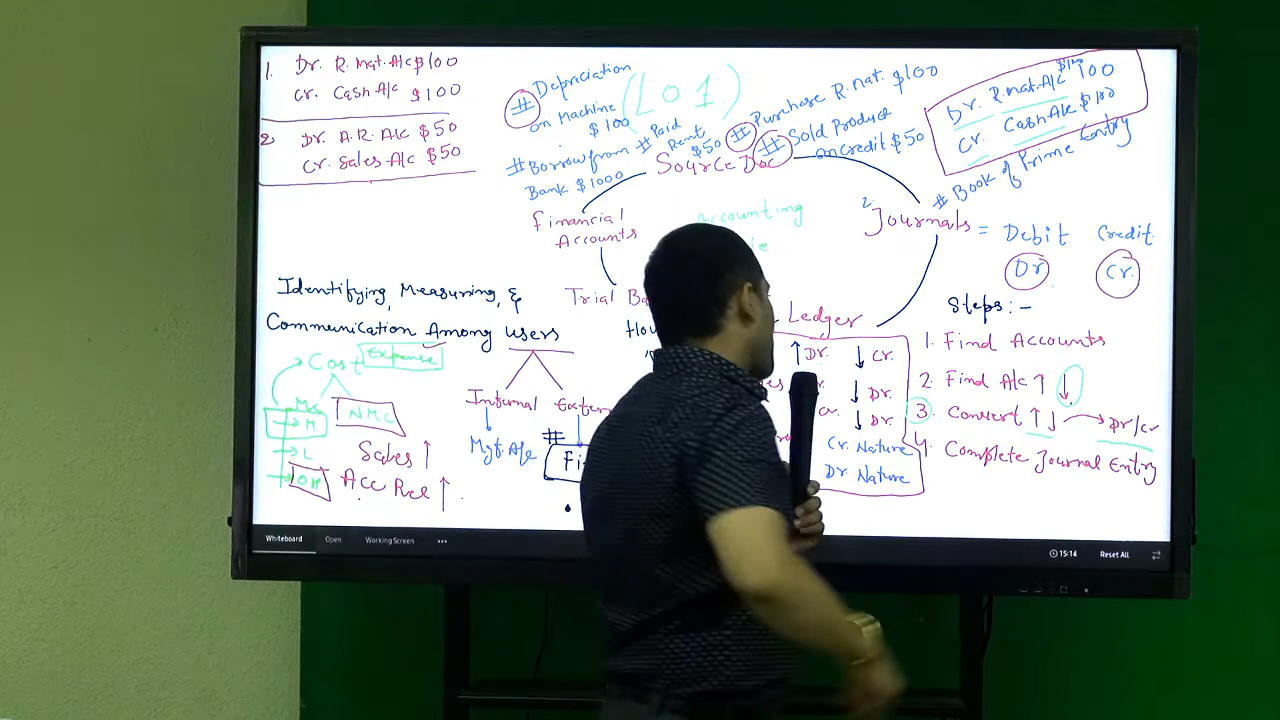 1. Dr. R.mat. A/c $100
Cr. Cash A/c $100
2. Dr. A.R. A/c $50
Cr. Sales A/c $50
# Depriciation
on Machine
$100
(LO1)
# Borrow from
Bank $1000
# Paid
Rent
$50
# Purchase R.mat. $100
# Sold Product
on Credit $50
Dr. R.mat. A/c $100 100
Cr. Cash A/c $100
# Book of Prime Entry
Source Doc
Financial
Accounts
Accounting
2. Journals = Debit Credit
Dr Cr.
Trial
Ledger
Identifying, Measuring, &
Communication Among users
Cost Expense
M
NMC
L
OH
Sales ↑
Acc Rec ↑
Internal
Mgt. A/c
#
↑ Dr. ↓ Cr.
↓ Dr.
↓ Dr.
Cr. Nature
Dr. Nature
Steps:-
1. Find Accounts
2. Find A/c ↑ ↓
3. Convert ↑ ↓ → Dr/Cr
4. Complete Journal Entry
Whiteboard Open Working Screen ...
15:14 Reset All